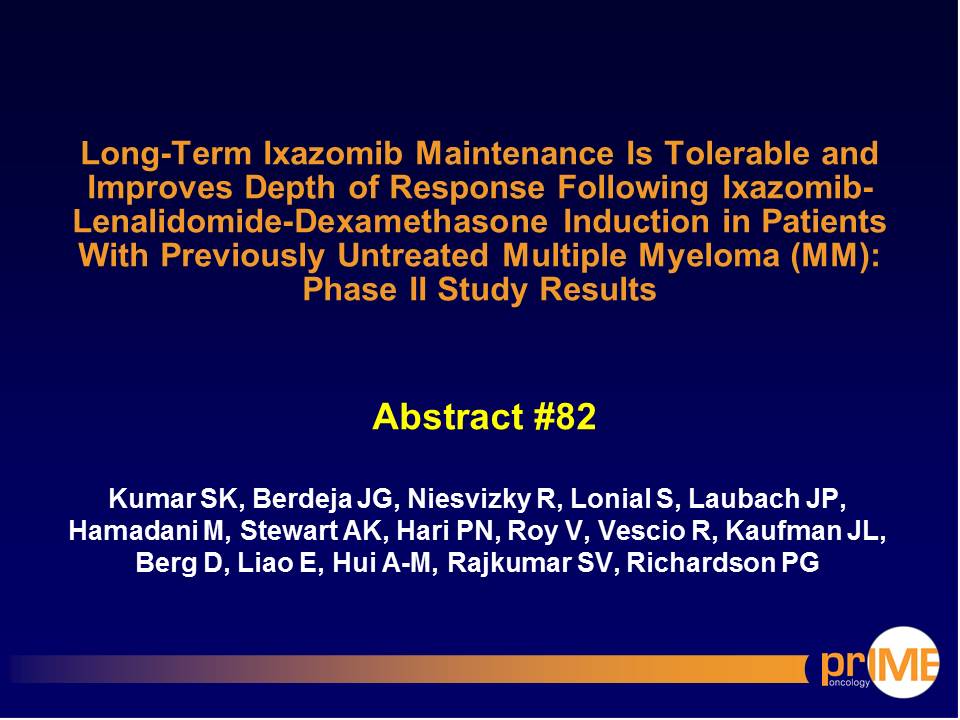 Long-Term Ixazomib Maintenance Is Tolerable and
Improves Depth of Response Following Ixazomib-
Lenalidomide-Dexamethasone Induction in Patients
With Previously Untreated Multiple Myeloma (MM):
Phase II Study Results
Abstract #82
Kumar SK, Berdeja JG, Niesvizky R, Lonial S, Laubach JP,
Hamadani M, Stewart AK, Hari PN, Roy V, Vescio R, Kaufman JL,
Berg D, Liao E, Hui A-M, Rajkumar SV, Richardson PG
prIME
oncology